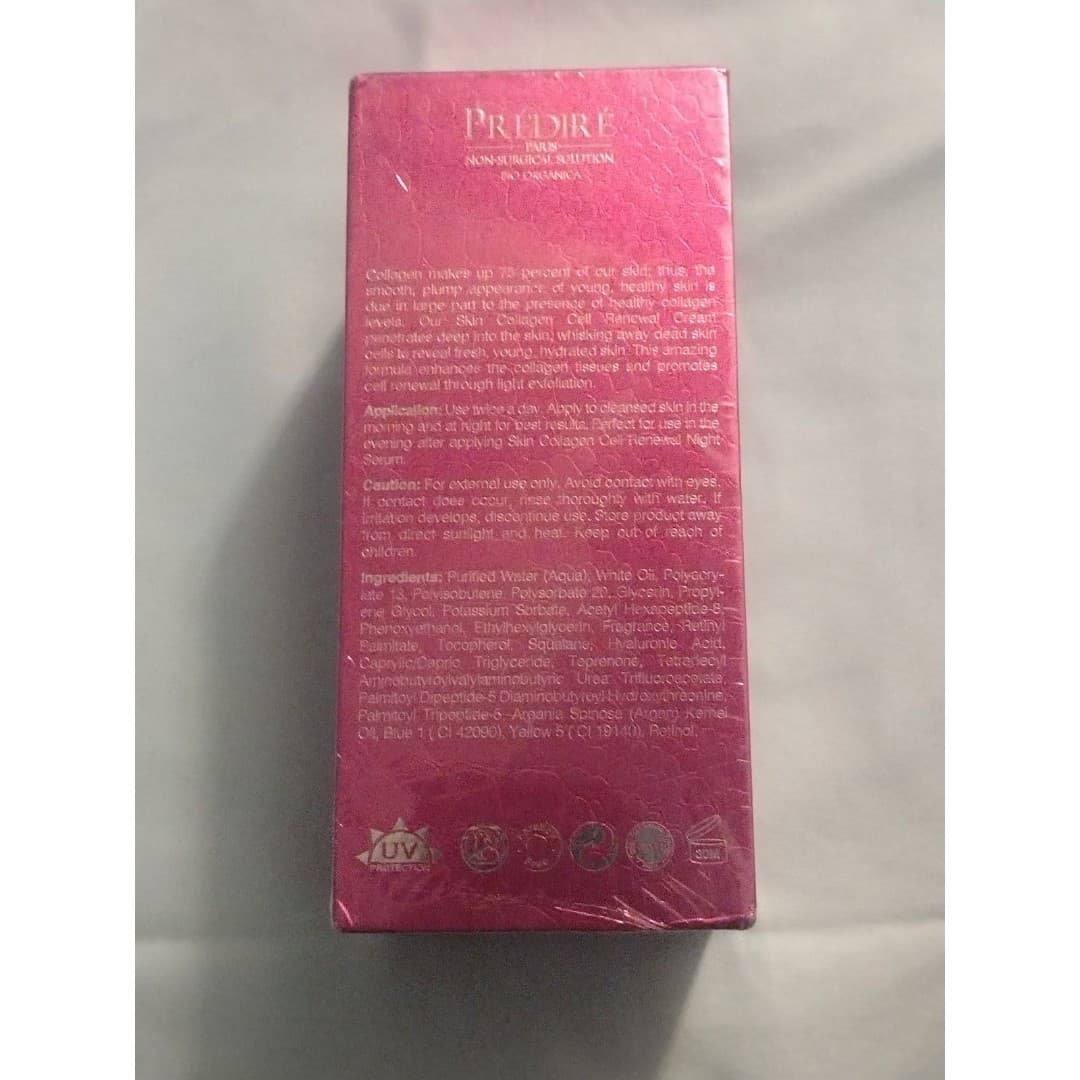 PREDIRÉ
PARIS
NON-SURGICAL SOLUTION
BIO ORGANICA
Collagen makes up 75 percent of our skin; thus, the
smooth, plump appearance of young, healthy skin is
due in large part to the presence of healthy collagen
levels. Our Skin Collagen Cell Renewal Cream
penetrates deep into the skin, whisking away dead skin
cells to reveal fresh, young, hydrated skin. This amazing
formula enhances the collagen tissues and promotes
cell renewal through light exfoliation.
Application: Use twice a day. Apply to cleansed skin in the
morning and at night for best results. Perfect for use in the
evening after applying Skin Collagen Cell Renewal Night
Serum.
Caution: For external use only. Avoid contact with eyes.
If contact does occur, rinse thoroughly with water. If
irritation develops, discontinue use. Store product away
from direct sunlight and heat. Keep out of reach of
children.
Ingredients: Purified Water (Aqua), White Oil, Polyacry-
late 13, Polyisobutene, Polysorbate 20, Glycerin, Propyl-
ene Glycol, Potassium Sorbate, Acetyl Hexapeptide-8,
Phenoxyethanol, Ethylhexylglycerin, Fragrance, Retinyl
Palmitate, Tocopherol, Squalane, Hyaluronic Acid,
Caprylic/Capric Triglyceride, Teprenone, Tetradecyl
Aminobutyroylvalylaminobutyric Urea Trifluoroacetate,
Palmitoyl Dipeptide-5 Diaminobutyroyl Hydroxythreonine,
Palmitoyl Tripeptide-5, Argania Spinosa (Argan) Kernel
Oil, Blue 1 ( CI 42090), Yellow 5 ( CI 19140), Retinol.
UV
PROTECTION
30M